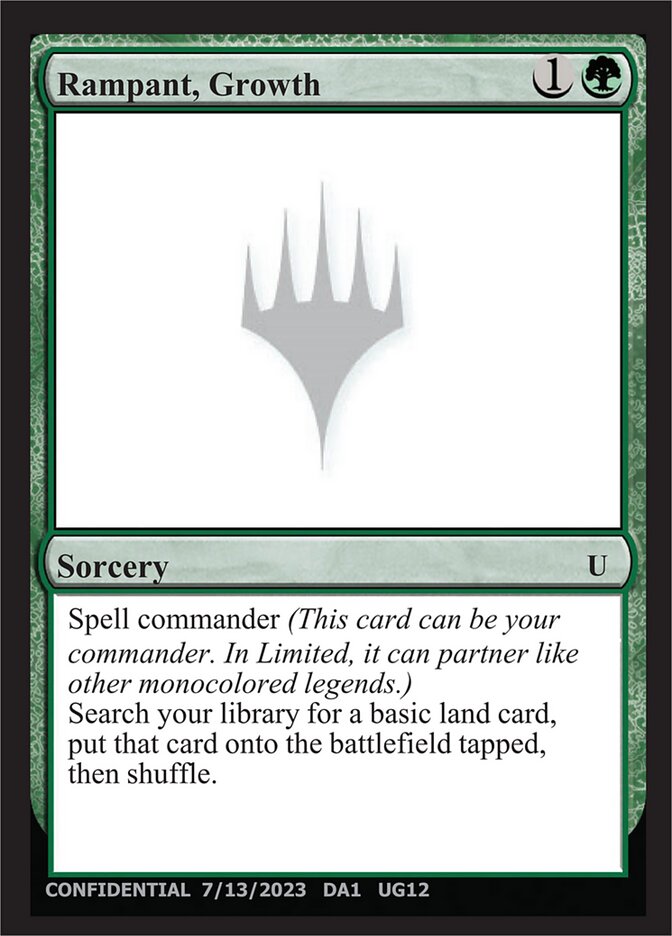 Rampant, Growth 1
Sorcery U
Spell commander (This card can be your
commander. In Limited, it can partner like
other monocolored legends.)
Search your library for a basic land card,
put that card onto the battlefield tapped,
then shuffle.
CONFIDENTIAL 7/13/2023 DA1 UG12